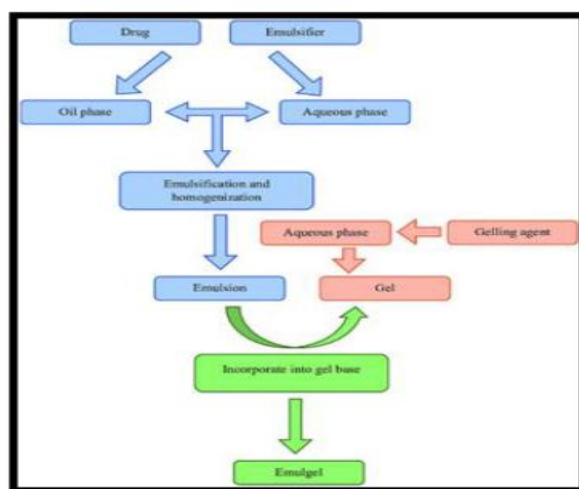 Drug
Emulsifier
Oil phase
Aqueous phase
Emulsification and
homogenization
Aqueous phase
Gelling agent
Emulsion
Gel
Incorporate into gel base
Emulgel